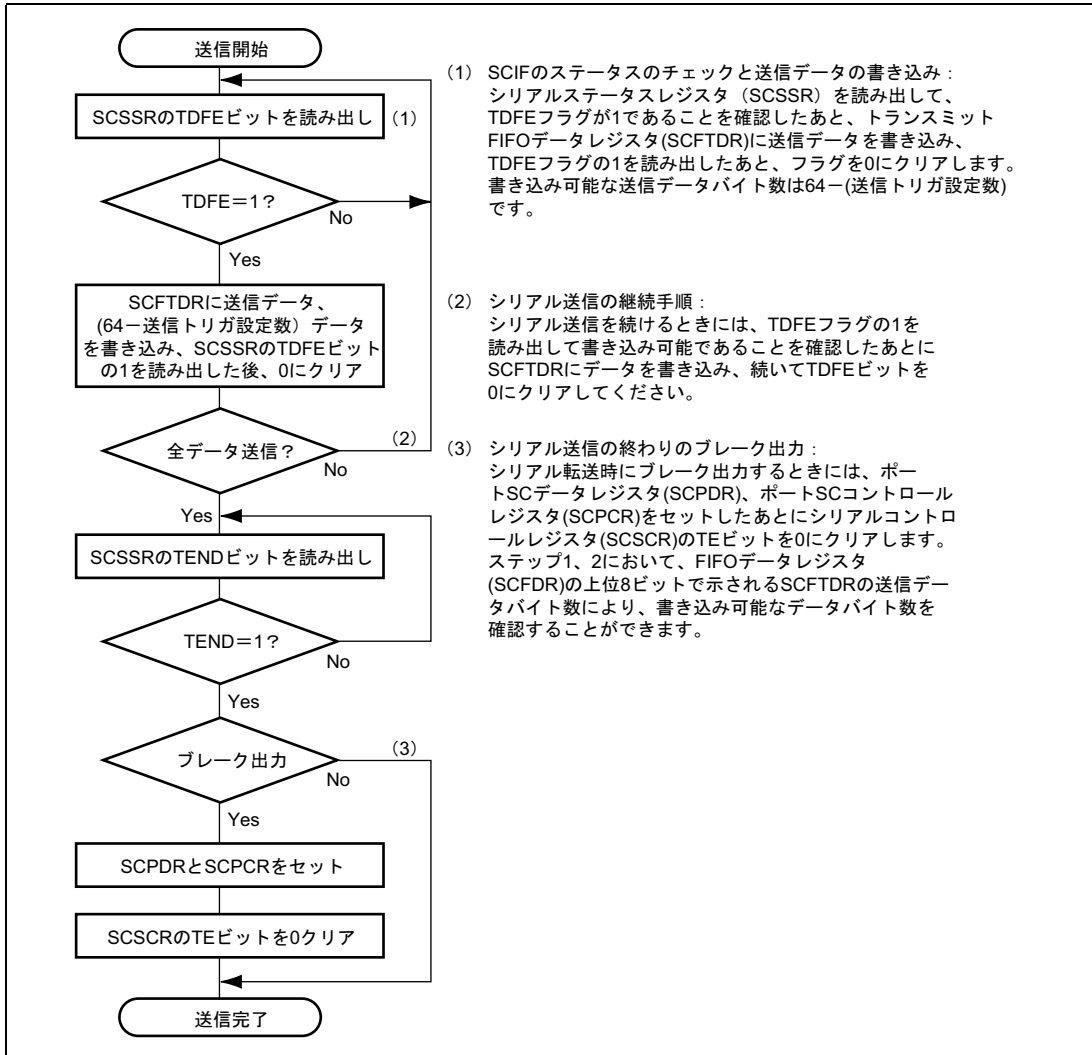 送信開始
SCSSRのTDFEビットを読み出し
(1)
TDFE＝1？
No
Yes
SCFTDRに送信データ、
(64－送信トリガ設定数）データ
を書き込み、SCSSRのTDFEビット
の1を読み出した後、0にクリア
全データ送信？
(2)
No
Yes
SCSSRのTENDビットを読み出し
TEND＝1？
No
Yes
ブレーク出力
(3)
No
Yes
SCPDRとSCPCRをセット
SCSCRのTEビットを0クリア
送信完了
(1) SCIFのステータスのチェックと送信データの書き込み：
シリアルステータスレジスタ（SCSSR）を読み出して、
TDFEフラグが1であることを確認したあと、トランスミット
FIFOデータレジスタ(SCFTDR)に送信データを書き込み、
TDFEフラグの1を読み出したあと、フラグを0にクリアします。
書き込み可能な送信データバイト数は64－(送信トリガ設定数)
です。
(2) シリアル送信の継続手順：
シリアル送信を続けるときには、TDFEフラグの1を
読み出して書き込み可能であることを確認したあとに
SCFTDRにデータを書き込み、続いてTDFEビットを
0にクリアしてください。
(3) シリアル送信の終わりのブレーク出力：
シリアル転送時にブレーク出力するときには、ポー
トSCデータレジスタ(SCPDR)、ポートSCコントロール
レジスタ(SCPCR)をセットしたあとにシリアルコントロ
ールレジスタ(SCSCR)のTEビットを0にクリアします。
ステップ1、2において、FIFOデータレジスタ
(SCFDR)の上位8ビットで示されるSCFTDRの送信デー
タバイト数により、書き込み可能なデータバイト数を
確認することができます。